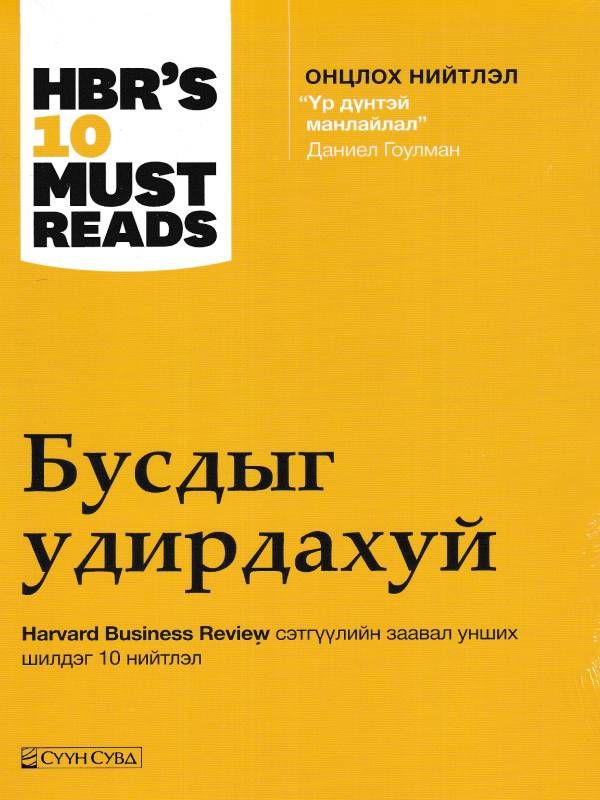 HBR'S
10
MUST
READS
ОНЦЛОХ НИЙТЛЭЛ
“Үр дүнтэй
манлайлал”
Даниел Гоулман
Бусдыг
удирдахуй
Harvard Business Review сэтгүүлийн заавал унших
шилдэг 10 нийтлэл
СҮҮН СУВД